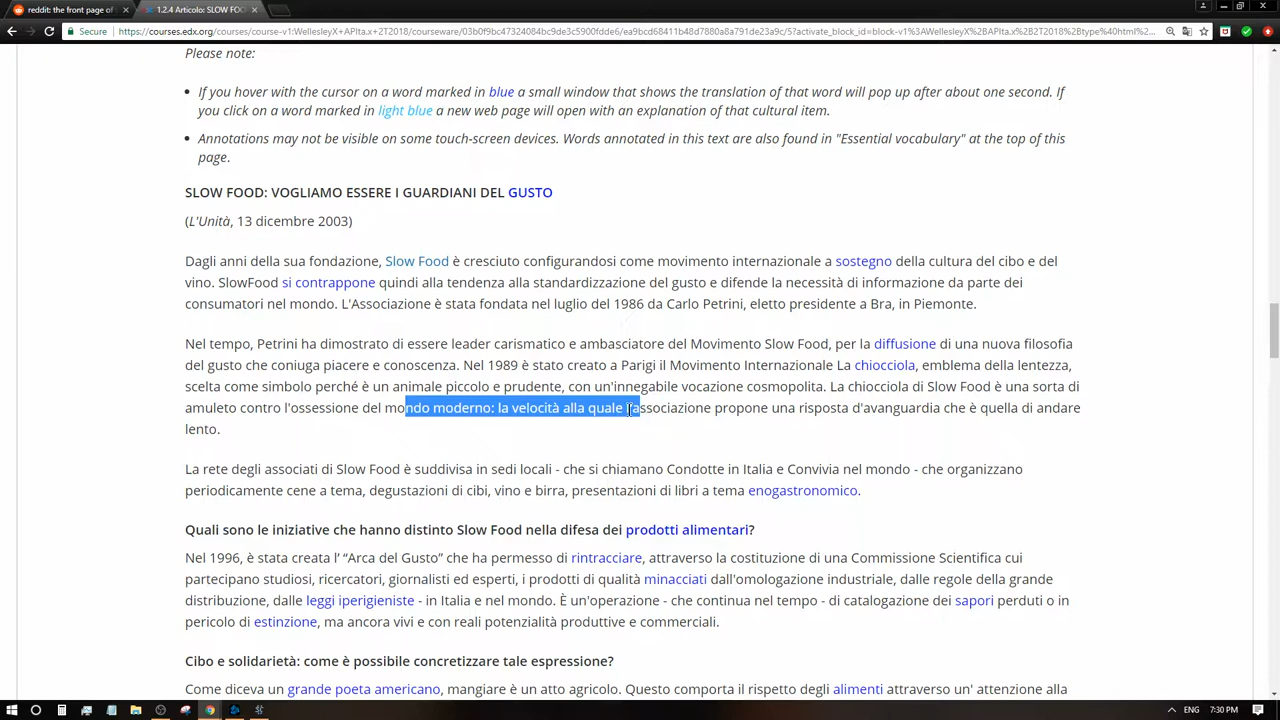 reddit: the front page of
1.2.4 Articolo: SLOW FOO
Secure
https://courses.edx.org/courses/course-v1:WellesleyX+APIta.x+2T2018/courseware/03b0f9bc47324084bc9de3c5900fdde6/ea9bcd68411b48d7880a8a791de23a9c/5?activate_block_id=block-v1%3AWellesleyX%2BAPIta.x%2B2T2018%2Btype%40html%2...
Please note:
If you hover with the cursor on a word marked in blue a small window that shows the translation of that word will pop up after about one second. If
you click on a word marked in light blue a new web page will open with an explanation of that cultural item.
Annotations may not be visible on some touch-screen devices. Words annotated in this text are also found in "Essential vocabulary" at the top of this
page.
SLOW FOOD: VOGLIAMO ESSERE I GUARDIANI DEL GUSTO
(L'Unità, 13 dicembre 2003)
Dagli anni della sua fondazione, Slow Food è cresciuto configurandosi come movimento internazionale a sostegno della cultura del cibo e del
vino. SlowFood si contrappone quindi alla tendenza alla standardizzazione del gusto e difende la necessità di informazione da parte dei
consumatori nel mondo. L'Associazione è stata fondata nel luglio del 1986 da Carlo Petrini, eletto presidente a Bra, in Piemonte.
Nel tempo, Petrini ha dimostrato di essere leader carismatico e ambasciatore del Movimento Slow Food, per la diffusione di una nuova filosofia
del gusto che coniuga piacere e conoscenza. Nel 1989 è stato creato a Parigi il Movimento Internazionale La chiocciola, emblema della lentezza,
scelta come simbolo perché è un animale piccolo e prudente, con un'innegabile vocazione cosmopolita. La chiocciola di Slow Food è una sorta di
amuleto contro l'ossessione del mondo moderno: la velocità alla quale l'associazione propone una risposta d'avanguardia che è quella di andare
lento.
La rete degli associati di Slow Food è suddivisa in sedi locali - che si chiamano Condotte in Italia e Convivia nel mondo - che organizzano
periodicamente cene a tema, degustazioni di cibi, vino e birra, presentazioni di libri a tema enogastronomico.
Quali sono le iniziative che hanno distinto Slow Food nella difesa dei prodotti alimentari?
Nel 1996, è stata creata l' “Arca del Gusto” che ha permesso di rintracciare, attraverso la costituzione di una Commissione Scientifica cui
partecipano studiosi, ricercatori, giornalisti ed esperti, i prodotti di qualità minacciati dall'omologazione industriale, dalle regole della grande
distribuzione, dalle leggi iperigieniste - in Italia e nel mondo. È un'operazione - che continua nel tempo - di catalogazione dei sapori perduti o in
pericolo di estinzione, ma ancora vivi e con reali potenzialità produttive e commerciali.
Cibo e solidarietà: come è possibile concretizzare tale espressione?
Come diceva un grande poeta americano, mangiare è un atto agricolo. Questo comporta il rispetto degli alimenti attraverso un' attenzione alla
ENG
7:30 PM